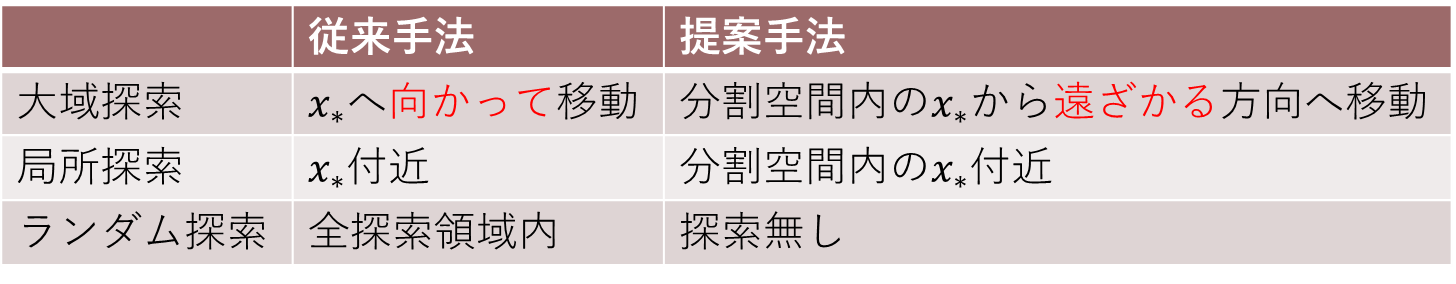 従来手法 提案手法
大域探索 x*へ向かって移動 分割空間内のx*から遠ざかる方向へ移動
局所探索 x*付近 分割空間内のx*付近
ランダム探索 全探索領域内 探索無し